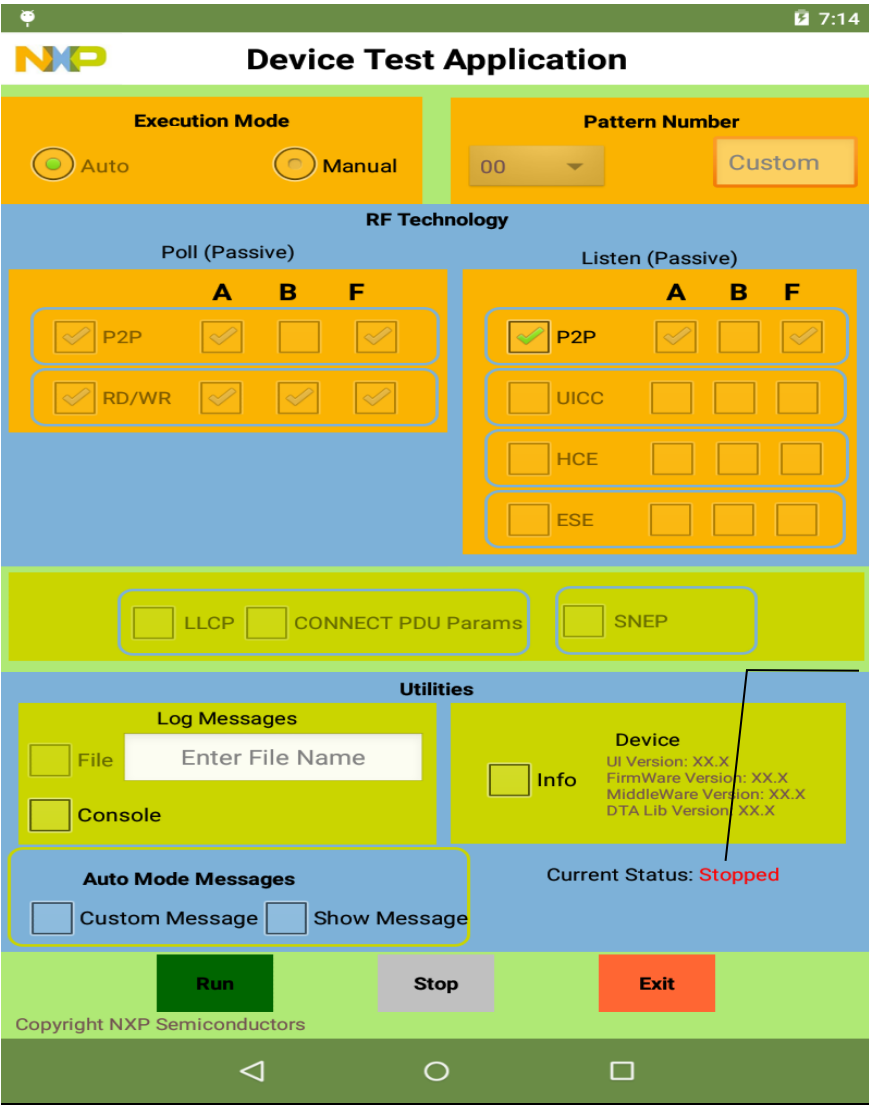 7:14
NXP Device Test Application
Execution Mode
Auto Manual
Pattern Number
00 Custom
RF Technology
Poll (Passive)
A B F
P2P
RD/WR
Listen (Passive)
A B F
P2P
UICC
HCE
ESE
LLCP CONNECT PDU Params SNEP
Utilities
Log Messages
File Enter File Name
Console
Device
Info
UI Version: XX.X
FirmWare Version: XX.X
MiddleWare Version: XX.X
DTA Lib Version: XX.X
Auto Mode Messages
Custom Message Show Message
Current Status: Stopped
Run Stop Exit
Copyright NXP Semiconductors